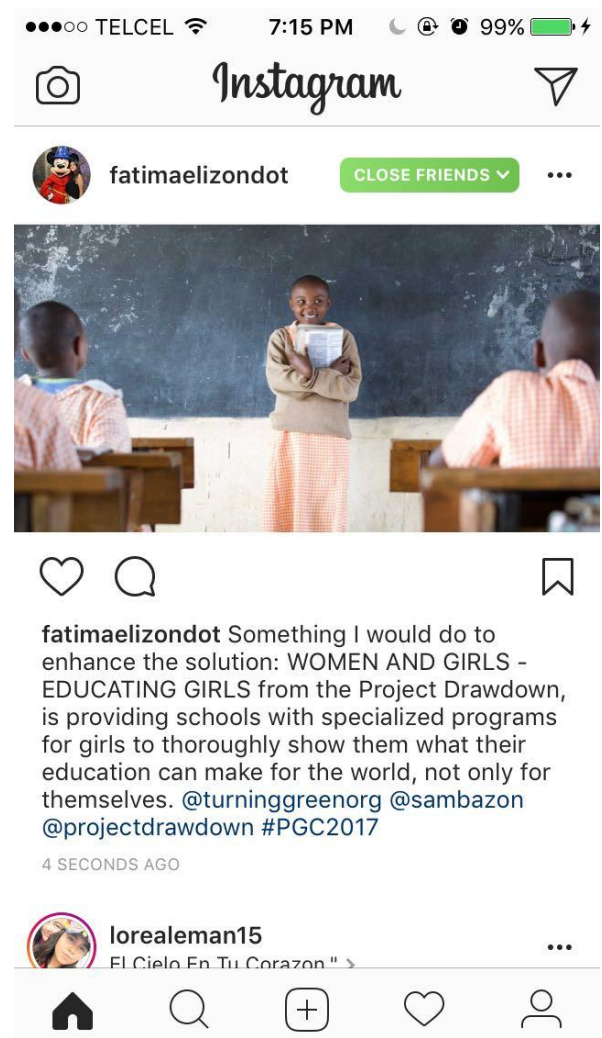 TELCEL 7:15 PM 99%
Instagram
fatimaelizondot CLOSE FRIENDS
fatimaelizondot Something I would do to
enhance the solution: WOMEN AND GIRLS -
EDUCATING GIRLS from the Project Drawdown,
is providing schools with specialized programs
for girls to thoroughly show them what their
education can make for the world, not only for
themselves. @turninggreenorg @sambazon
@projectdrawdown #PGC2017
4 SECONDS AGO
lorealeman15
El Cielo En Tu Corazon " >